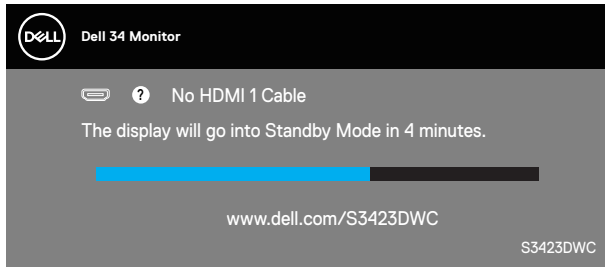 DELL
Dell 34 Monitor
? No HDMI 1 Cable
The display will go into Standby Mode in 4 minutes.
www.dell.com/S3423DWC
S3423DWC